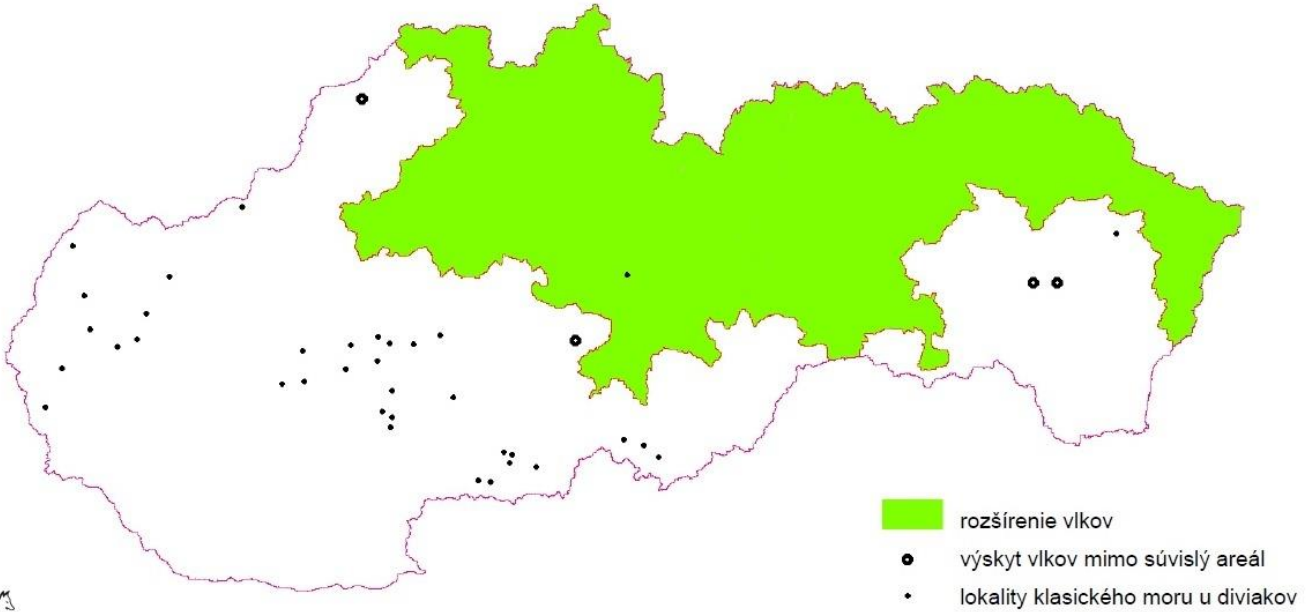 rozšírenie vlkov
výskyt vlkov mimo súvislý areál
lokality klasického moru u diviakov